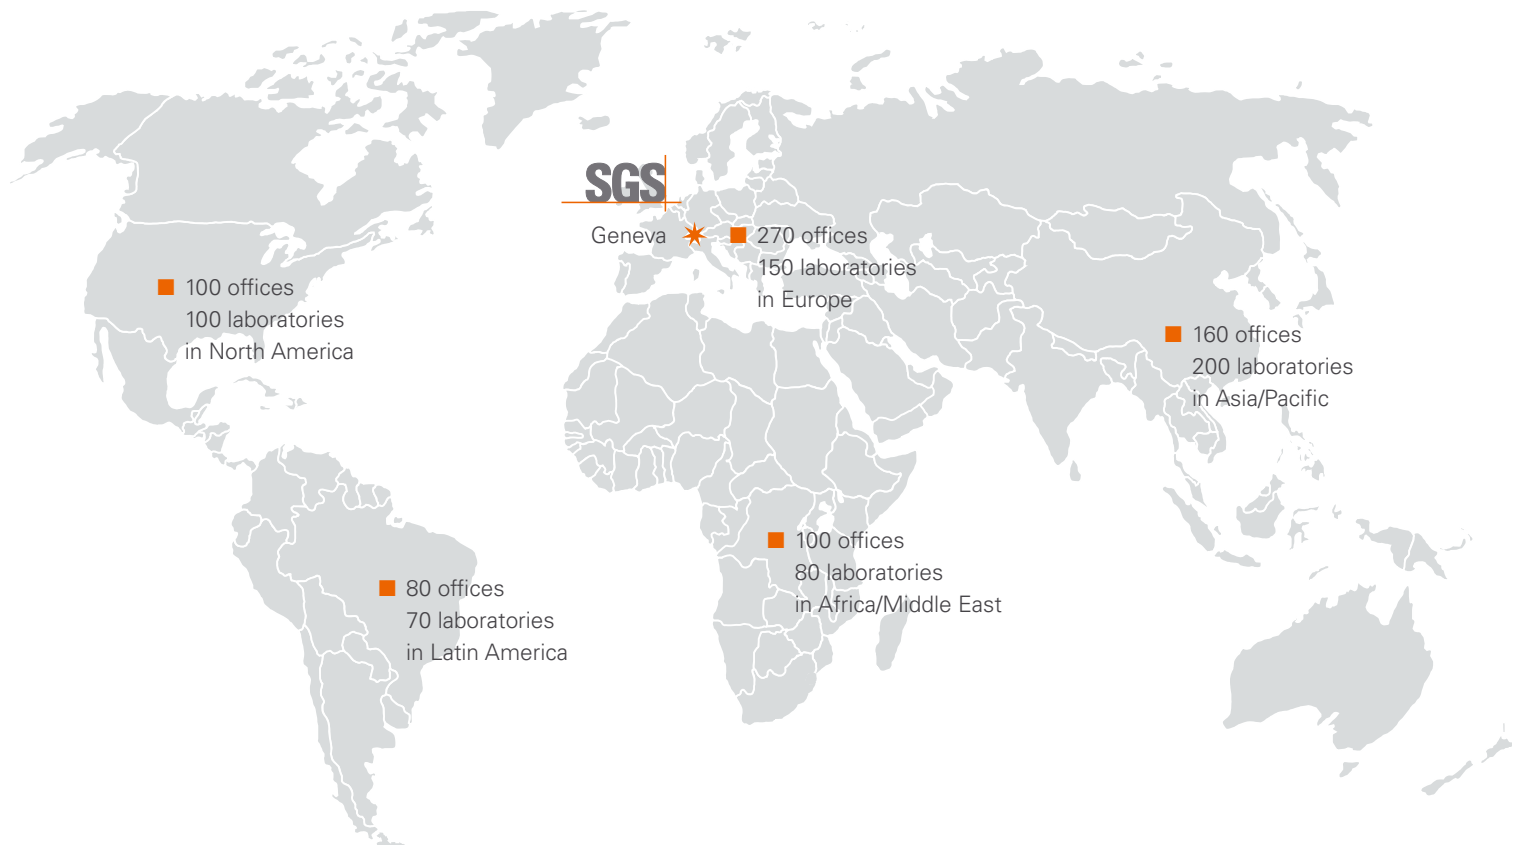 SGS
Geneva
270 offices
150 laboratories
in Europe
100 offices
100 laboratories
in North America
160 offices
200 laboratories
in Asia/Pacific
100 offices
80 laboratories
in Africa/Middle East
80 offices
70 laboratories
in Latin America